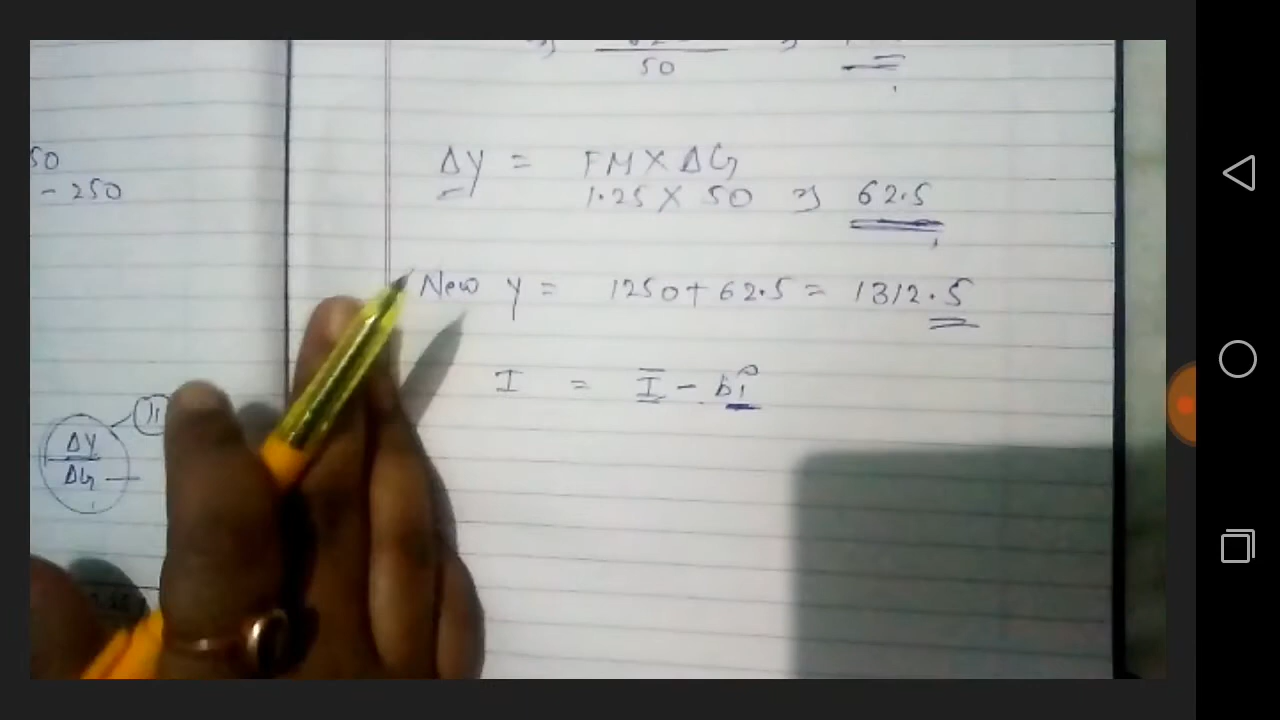 50
50
- 250
ΔY = FM X ΔG
1.25 X 50 ⇒ 62.5
New Y = 1250 + 62.5 = 1312.5
I = Ī - bi
ΔY
ΔG